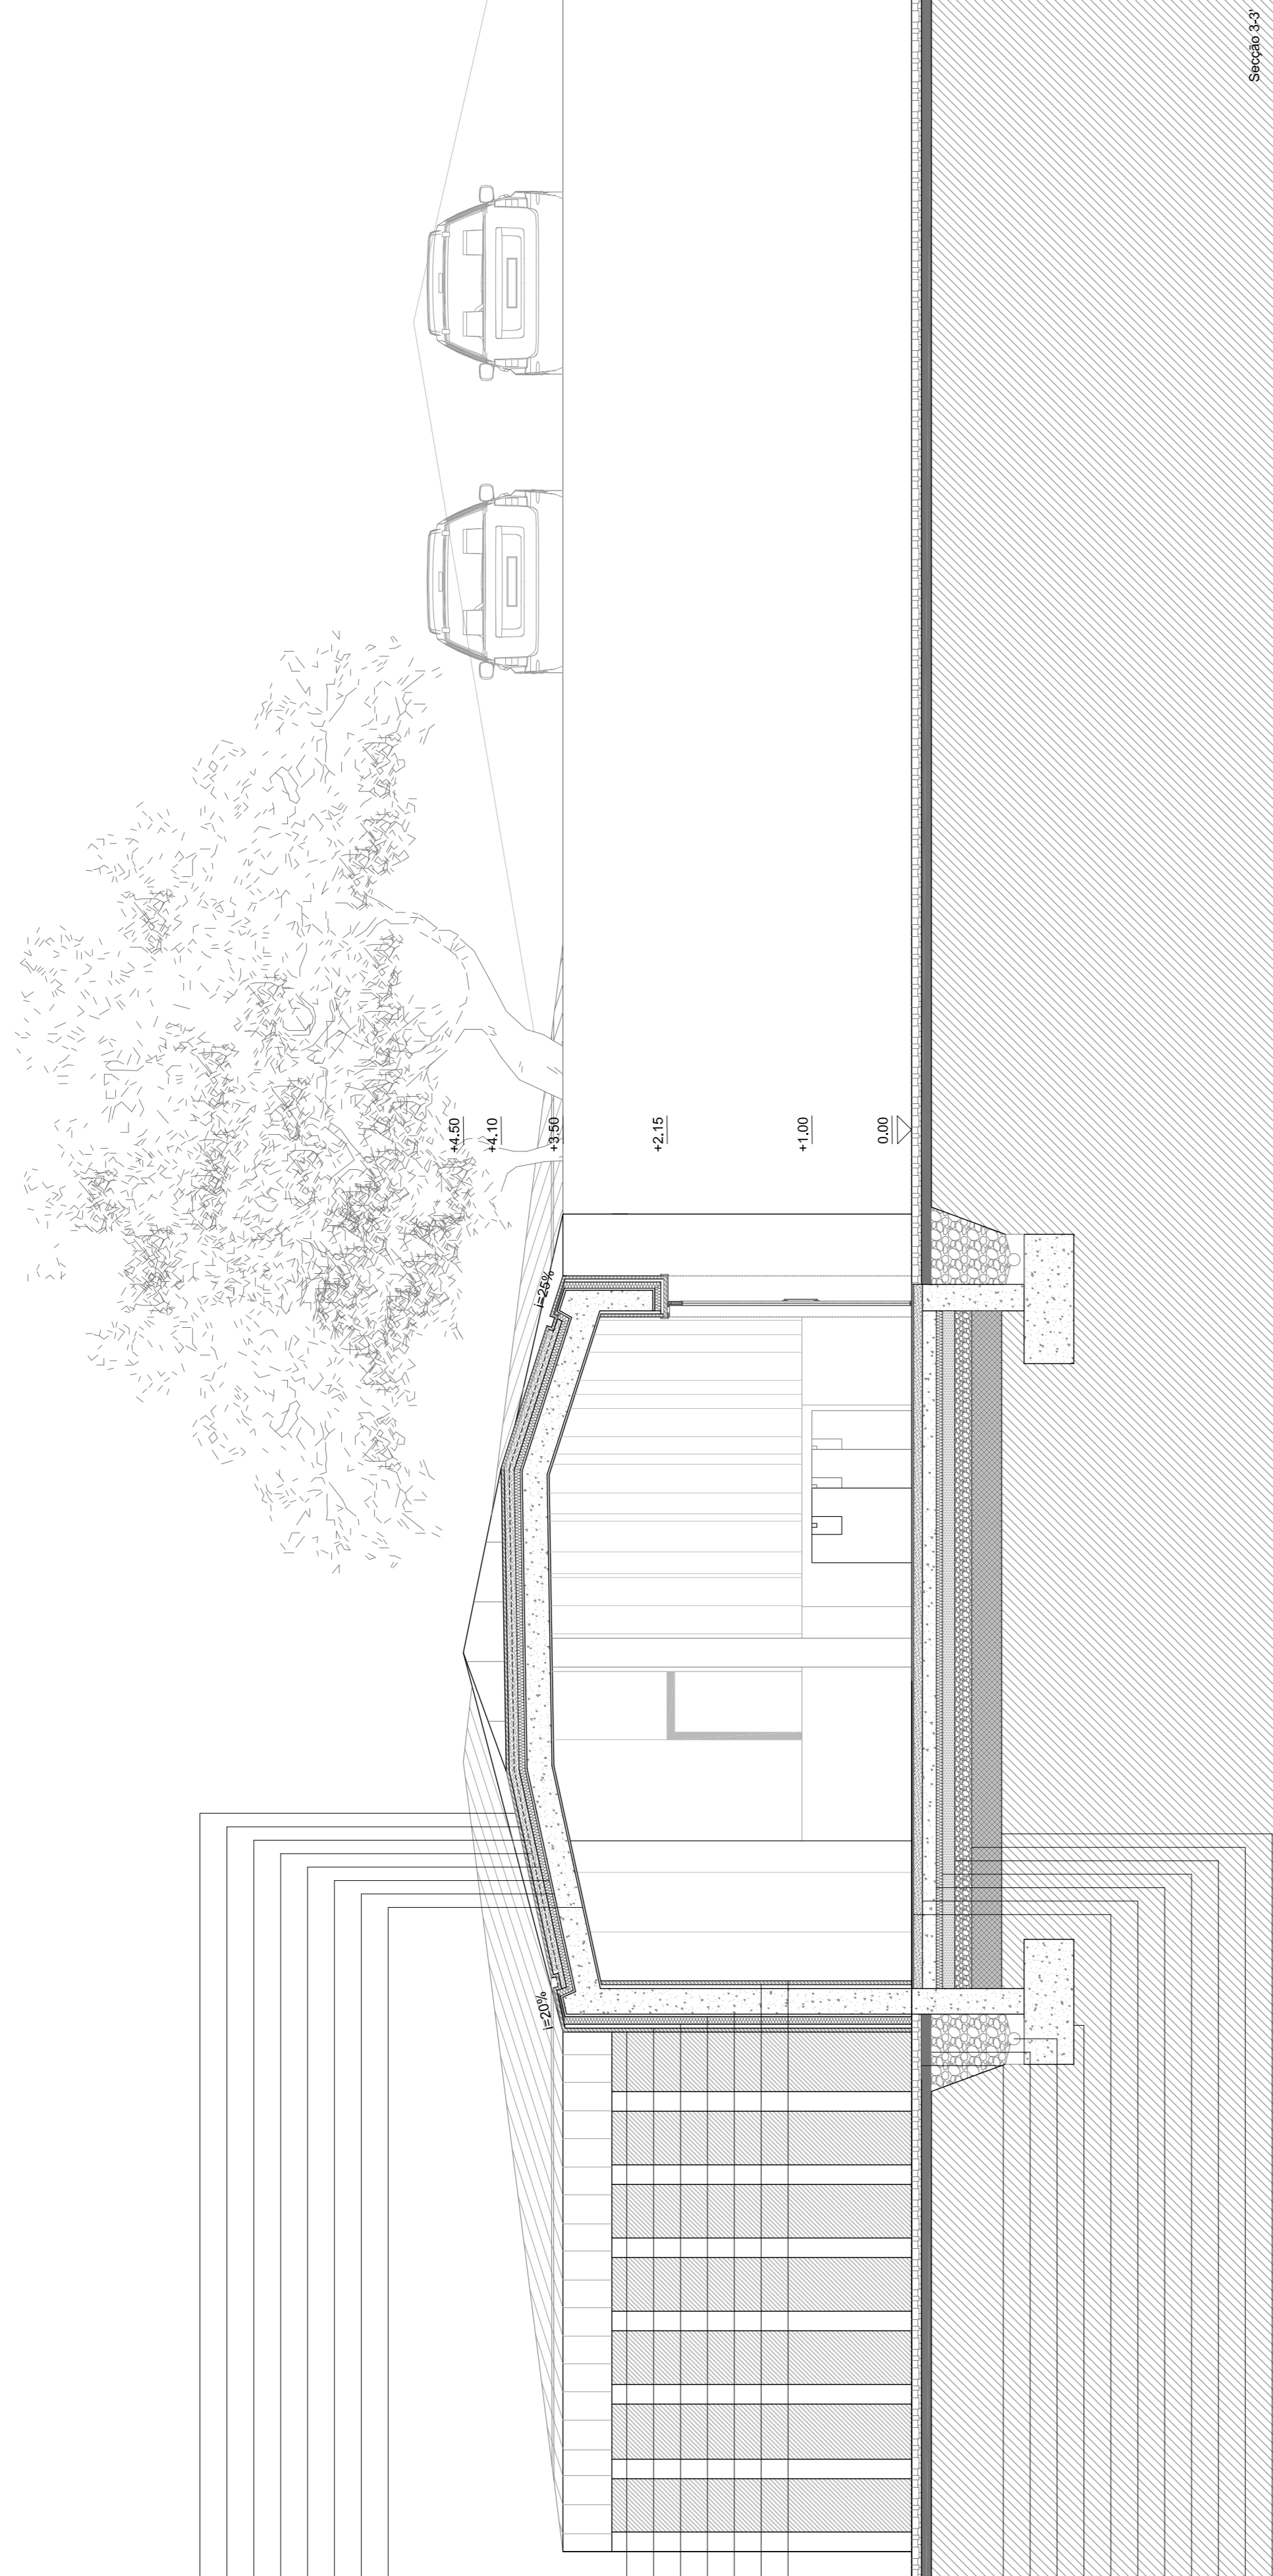 i=20%
i=25%
+4.50
+4.10
+3.50
+2.15
+1.00
0.00
Secção 3-3'